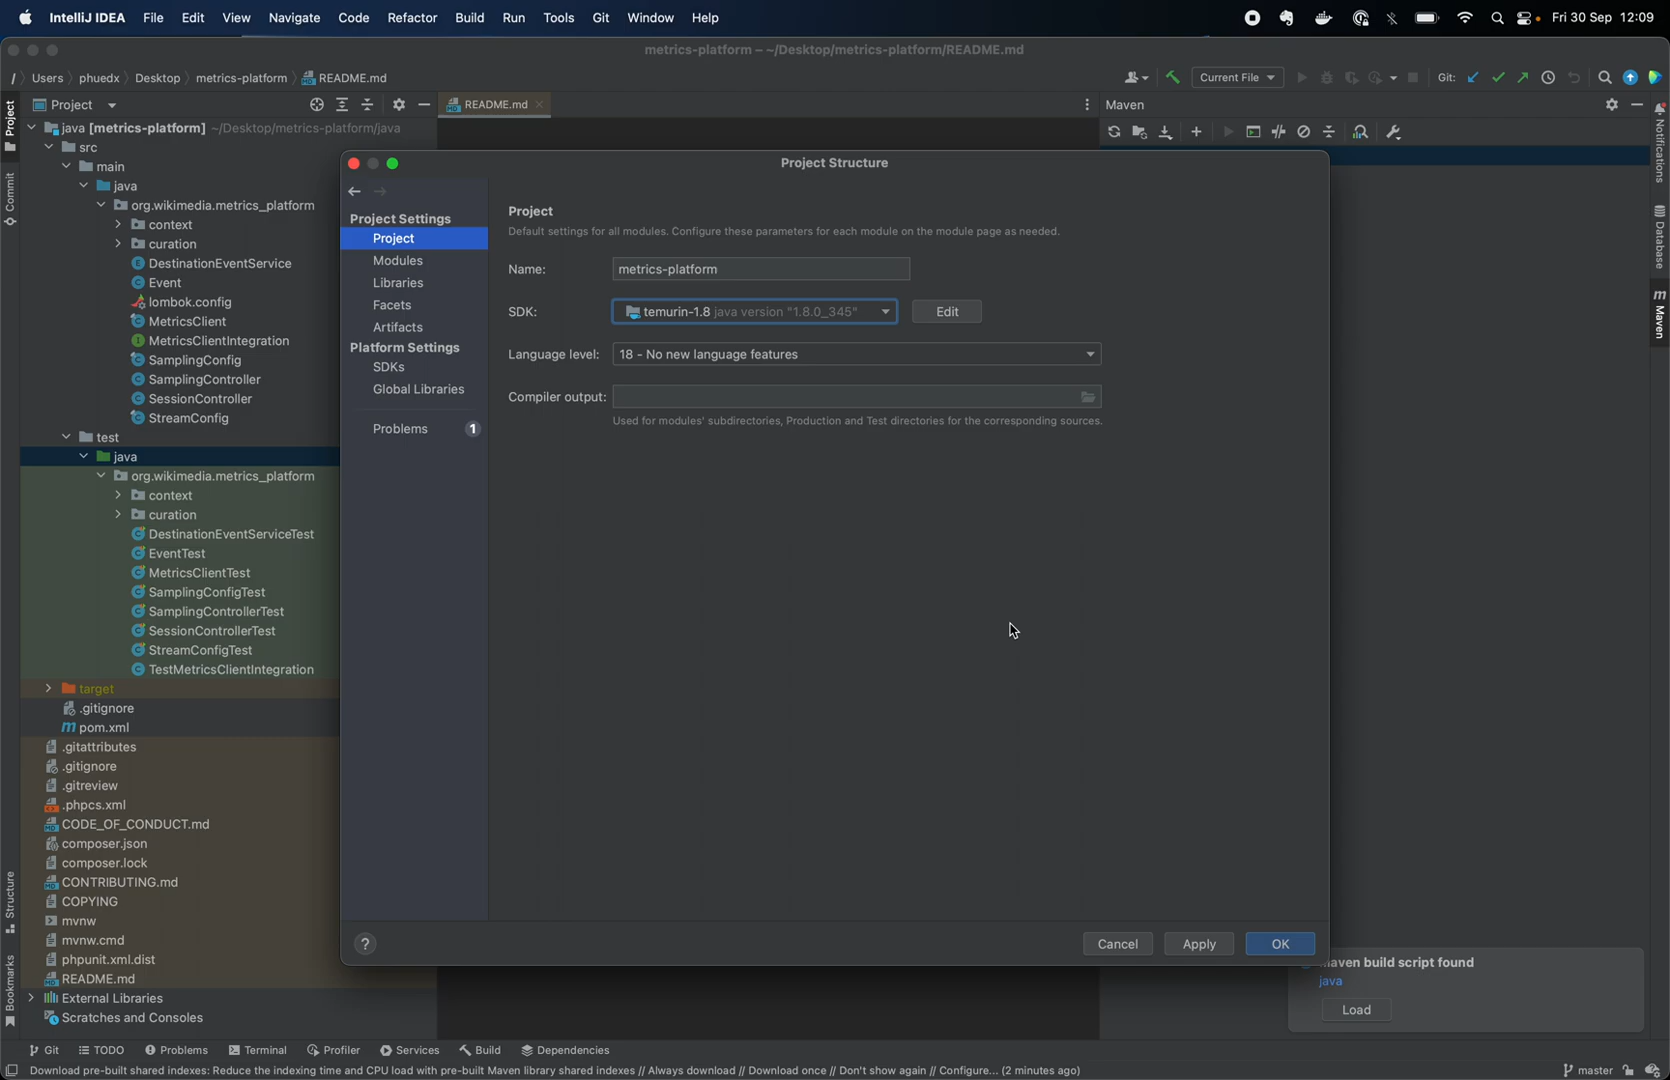 IntelliJ IDEA File Edit View Navigate Code Refactor Build Run Tools Git Window Help Fri 30 Sep 12:09
metrics-platform – ~/Desktop/metrics-platform/README.md
/ Users phuedx Desktop metrics-platform README.md Current File Git:
Project README.md Maven
java [metrics-platform] ~/Desktop/metrics-platform/java
src
main
java
org.wikimedia.metrics_platform
context
curation
DestinationEventService
Event
lombok.config
MetricsClient
MetricsClientIntegration
SamplingConfig
SamplingController
SessionController
StreamConfig
test
java
org.wikimedia.metrics_platform
context
curation
DestinationEventServiceTest
EventTest
MetricsClientTest
SamplingConfigTest
SamplingControllerTest
SessionControllerTest
StreamConfigTest
TestMetricsClientIntegration
target
.gitignore
pom.xml
.gitattributes
.gitignore
.gitreview
.phpcs.xml
CODE_OF_CONDUCT.md
composer.json
composer.lock
CONTRIBUTING.md
COPYING
mvnw
mvnw.cmd
phpunit.xml.dist
README.md
External Libraries
Scratches and Consoles
Project
Commit
Structure
Bookmarks
Project Structure
Project Settings
Project
Modules
Libraries
Facets
Artifacts
Platform Settings
SDKs
Global Libraries
Problems 1
Project
Default settings for all modules. Configure these parameters for each module on the module page as needed.
Name: metrics-platform
SDK: temurin-1.8 java version "1.8.0_345" Edit
Language level: 18 - No new language features
Compiler output:
Used for modules' subdirectories, Production and Test directories for the corresponding sources.
? Cancel Apply OK
maven build script found
java
Load
Notifications
Database
Maven
Git TODO Problems Terminal Profiler Services Build Dependencies
Download pre-built shared indexes: Reduce the indexing time and CPU load with pre-built Maven library shared indexes // Always download // Download once // Don't show again // Configure... (2 minutes ago) master